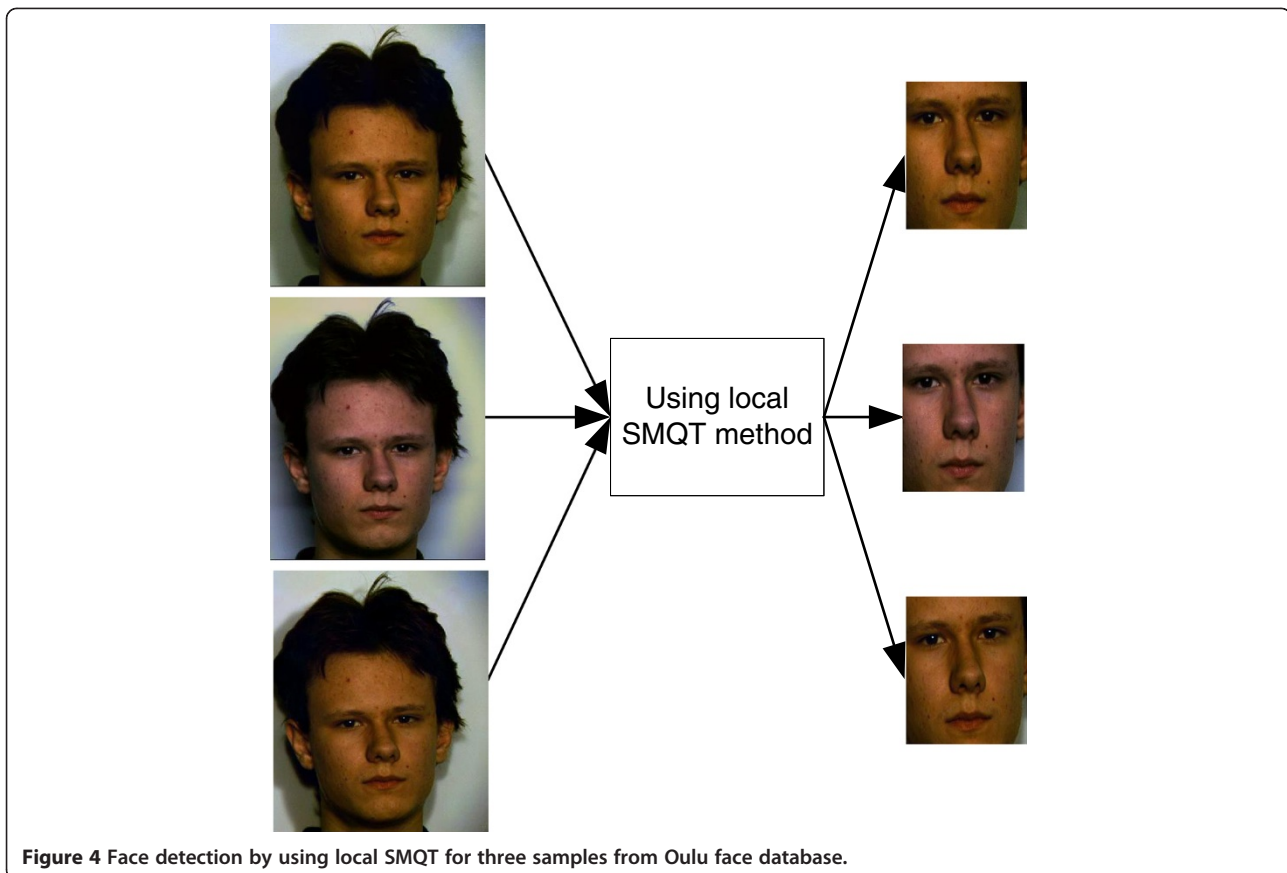 Using local
SMQT method
Figure 4 Face detection by using local SMQT for three samples from Oulu face database.